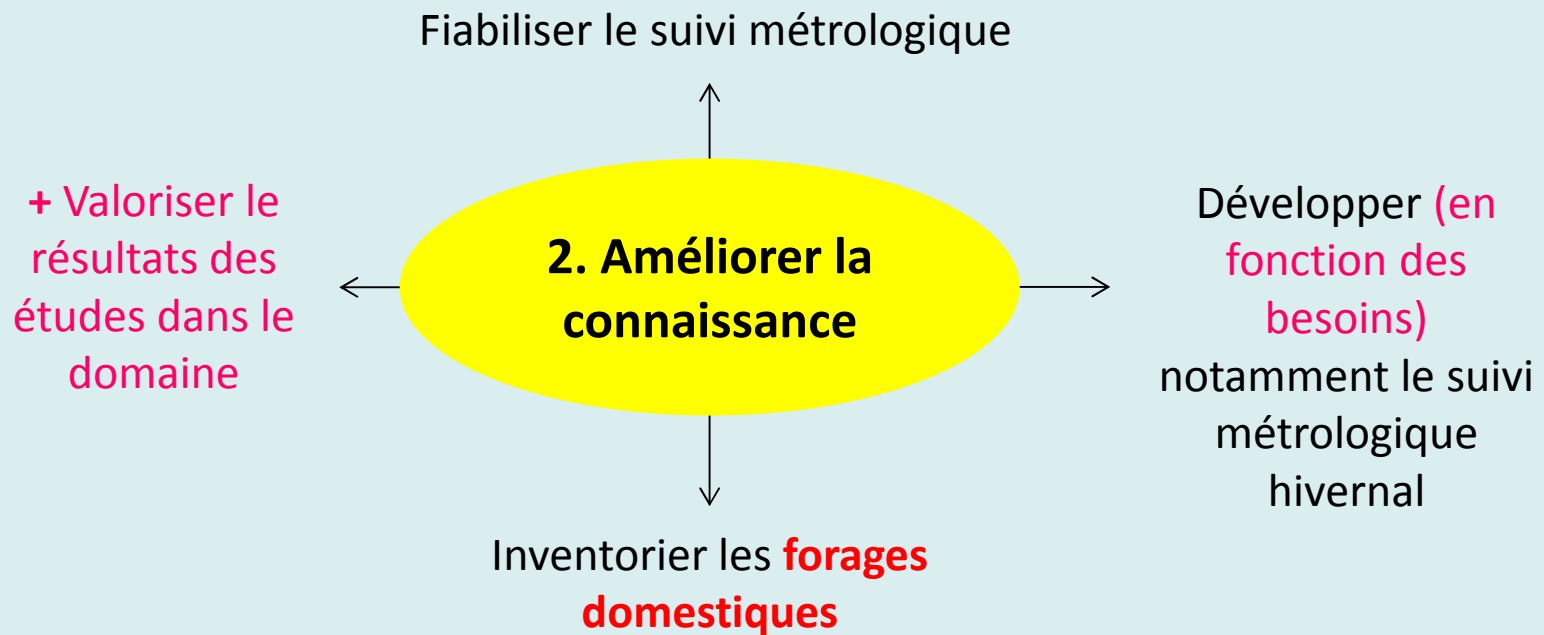 Fiabiliser le suivi métrologique
+ Valoriser le
résultats des
études dans le
domaine
2. Améliorer la
connaissance
Développer (en
fonction des
besoins)
notamment le suivi
métrologique
hivernal
Inventorier les forages
domestiques